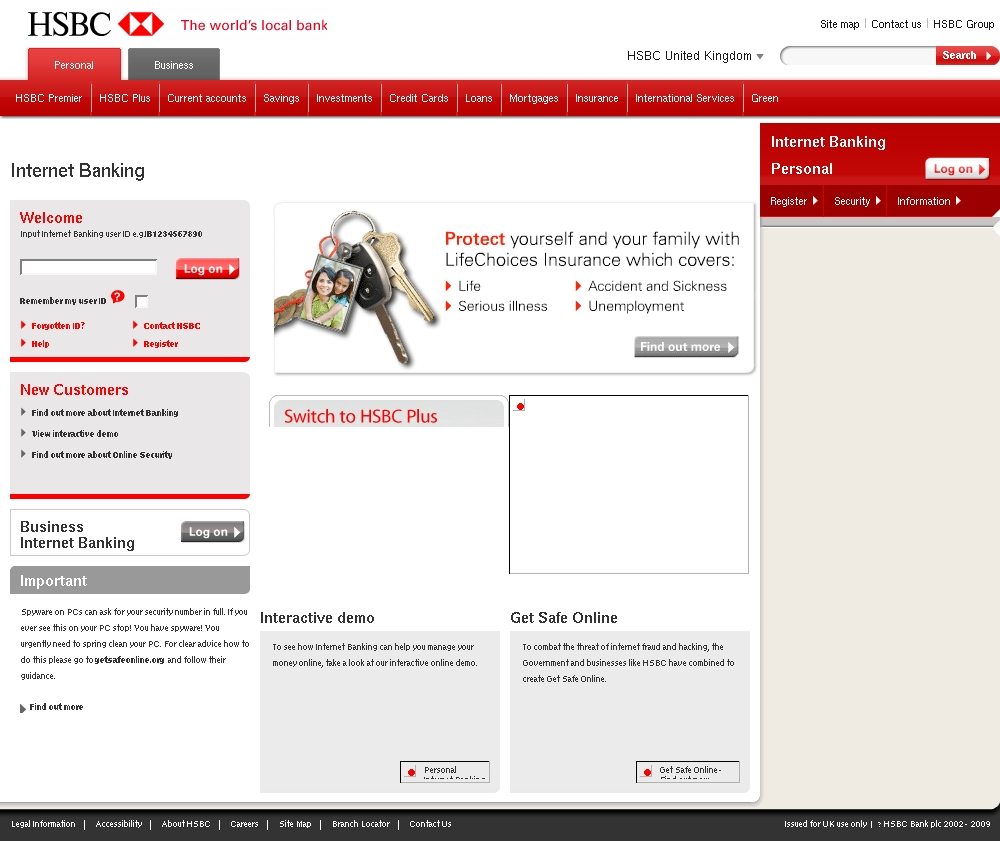 HSBC The world's local bank
Site map Contact us HSBC Group
HSBC United Kingdom Search
Personal Business
HSBC Premier HSBC Plus Current accounts Savings Investments Credit Cards Loans Mortgages Insurance International Services Green
Internet Banking
Personal Log on
Register Security Information
Internet Banking
Welcome
Input Internet Banking user ID e.g.IB1234567890
Log on
Remember my user ID ?
Forgotten ID? Contact HSBC
Help Register
New Customers
Find out more about Internet Banking
View interactive demo
Find out more about Online Security
Business
Internet Banking
Log on
Important
Spyware on PCs can ask for your security number in full. If you
ever see this on your PC stop! You have spyware! You
urgently need to spring clean your PC. For clear advice how to
do this please go to getsafeonline.org and follow their
guidance.
Find out more
Protect yourself and your family with
LifeChoices Insurance which covers:
Life Accident and Sickness
Serious illness Unemployment
Find out more
Switch to HSBC Plus
Interactive demo
To see how Internet Banking can help you manage your
money online, take a look at our interactive online demo.
Personal
Internet Banking
Get Safe Online
To combat the threat of internet fraud and hacking, the
Government and businesses like HSBC have combined to
create Get Safe Online.
Get Safe Online-
Legal Information | Accessibility | About HSBC | Careers | Site Map | Branch Locator | Contact Us
Issued for UK use only | ? HSBC Bank plc 2002 - 2009